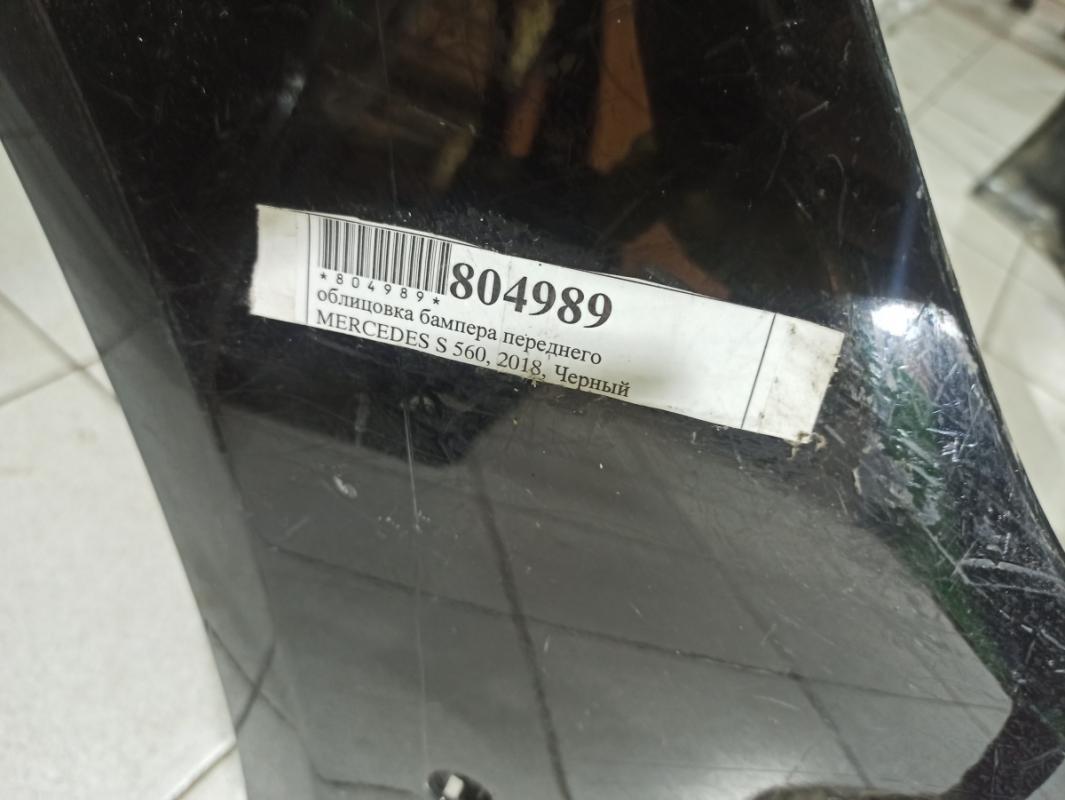 804989
*804989*
облицовка бампера переднего
MERCEDES S 560, 2018, Черный